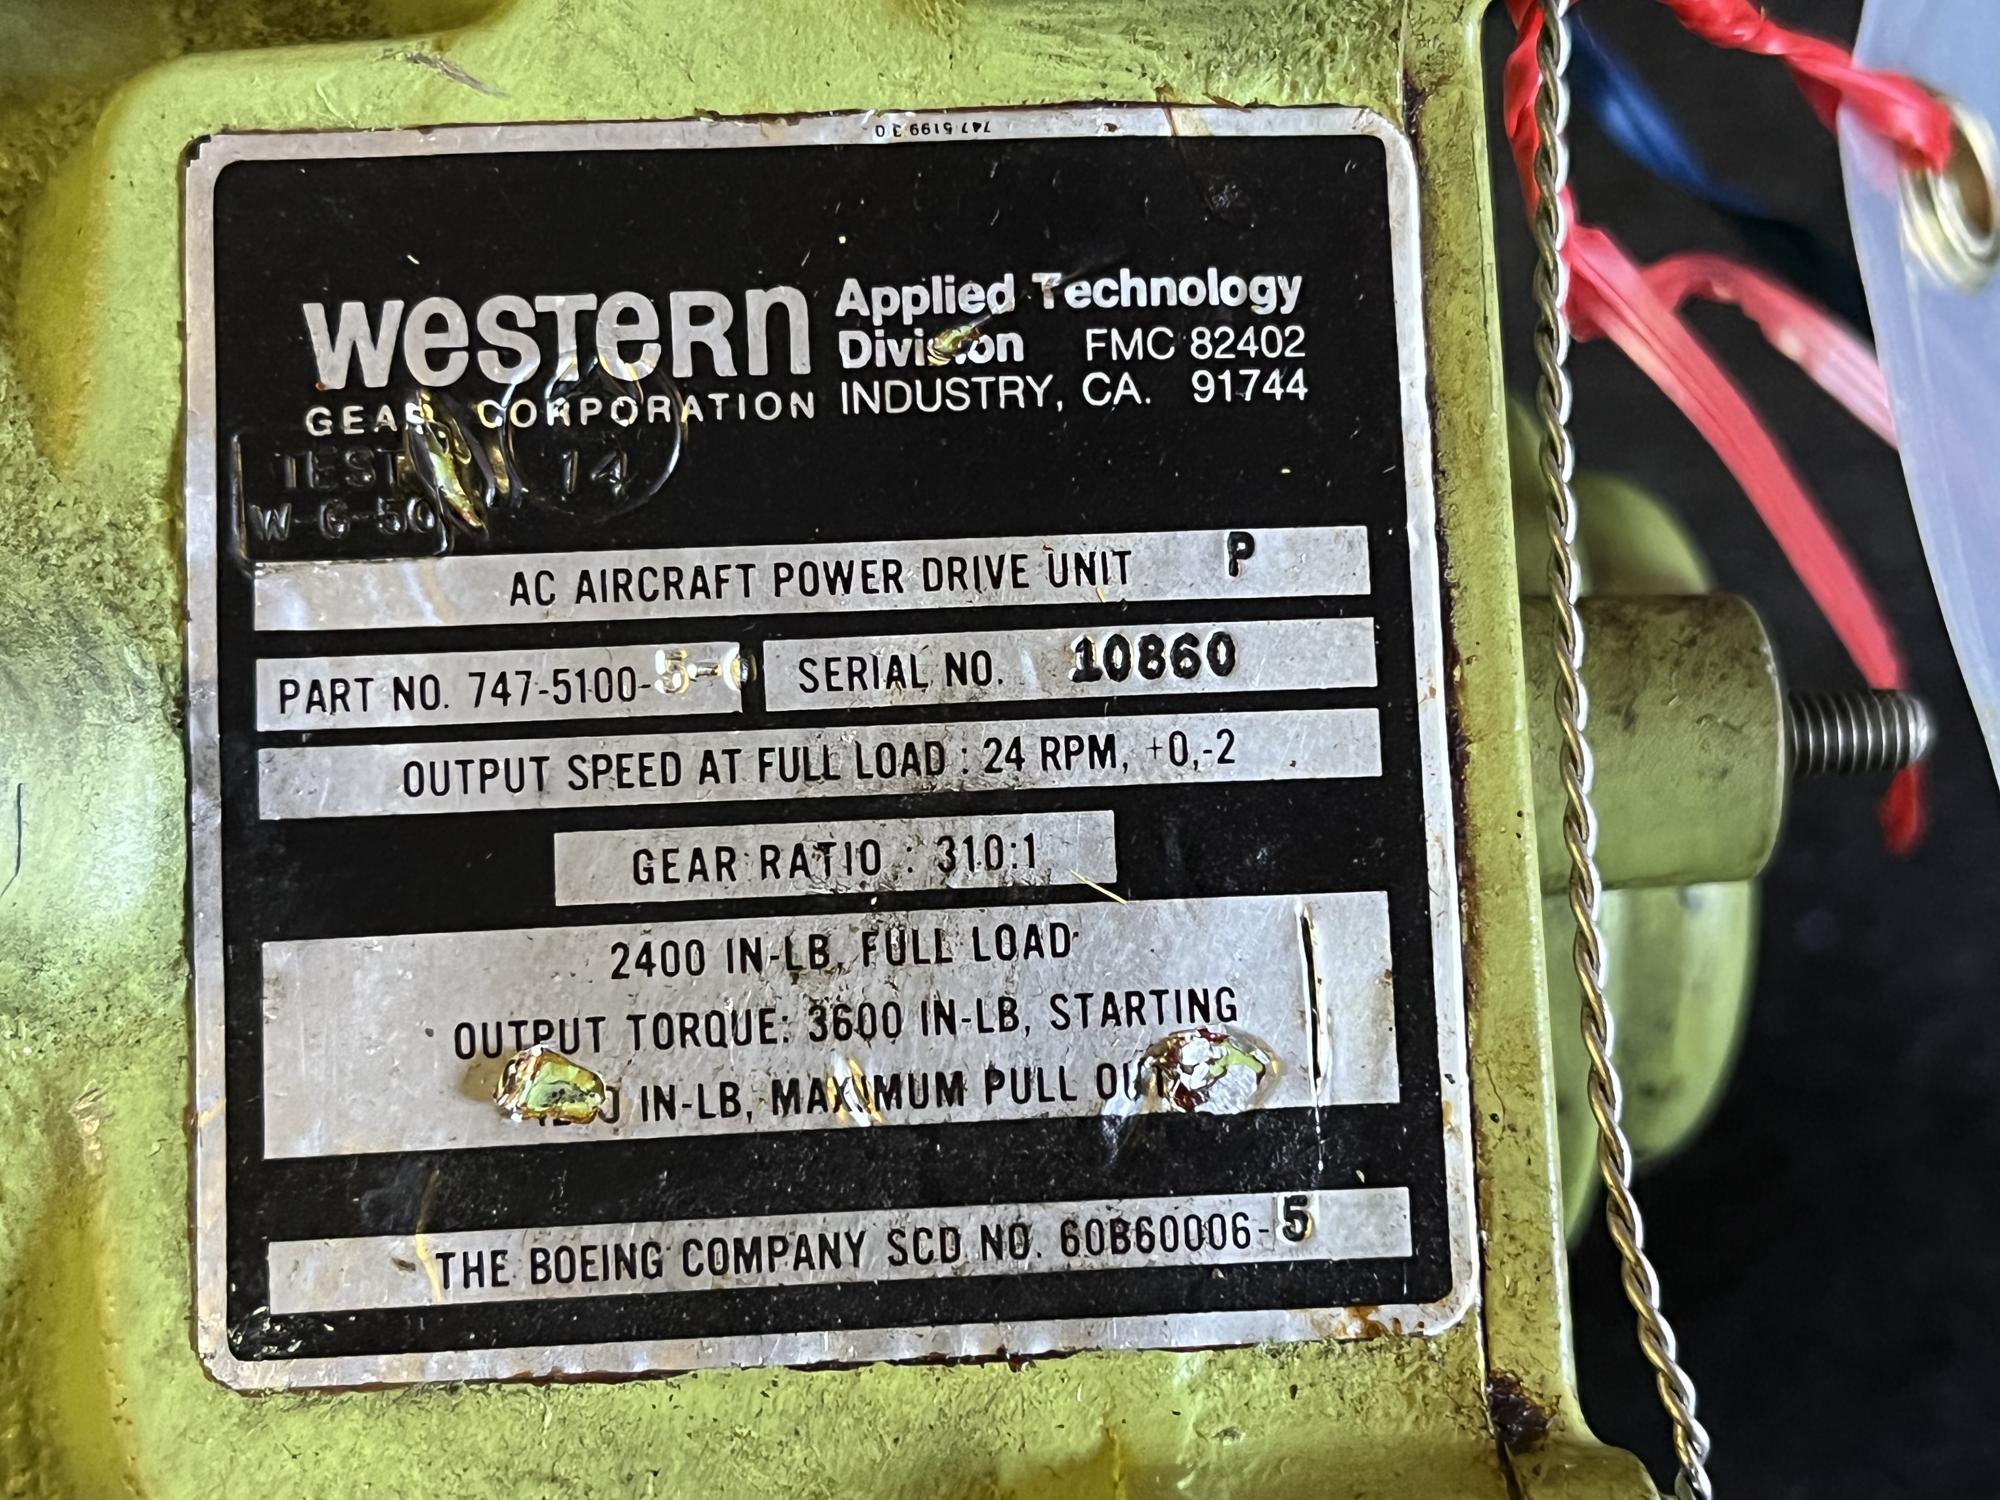 747 5199 3 0
WESTERN Applied Technology
Division FMC 82402
GEAR CORPORATION INDUSTRY, CA. 91744
TEST 14
W-G-50
AC AIRCRAFT POWER DRIVE UNIT P
PART NO. 747-5100-5- SERIAL NO. 10860
OUTPUT SPEED AT FULL LOAD : 24 RPM, +0,-2
GEAR RATIO : 310:1
2400 IN-LB, FULL LOAD
OUTPUT TORQUE: 3600 IN-LB, STARTING
IN-LB, MAXIMUM PULL OUT
THE BOEING COMPANY SCD NO. 60B60006-5